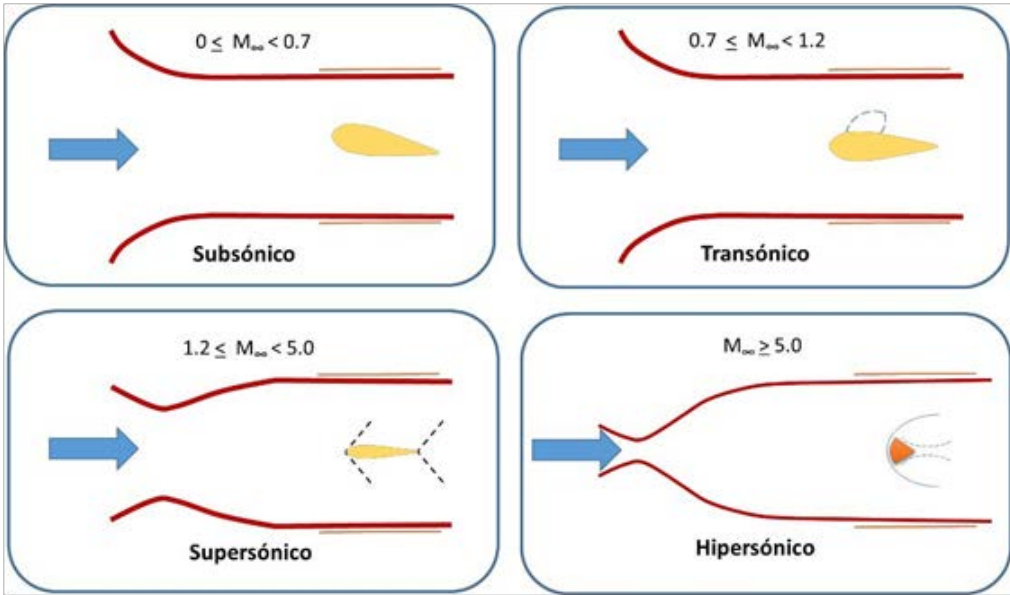 0 ≤ M∞ < 0.7
Subsónico
0.7 ≤ M∞ < 1.2
Transónico
1.2 ≤ M∞ < 5.0
Supersónico
M∞ ≥ 5.0
Hipersónico